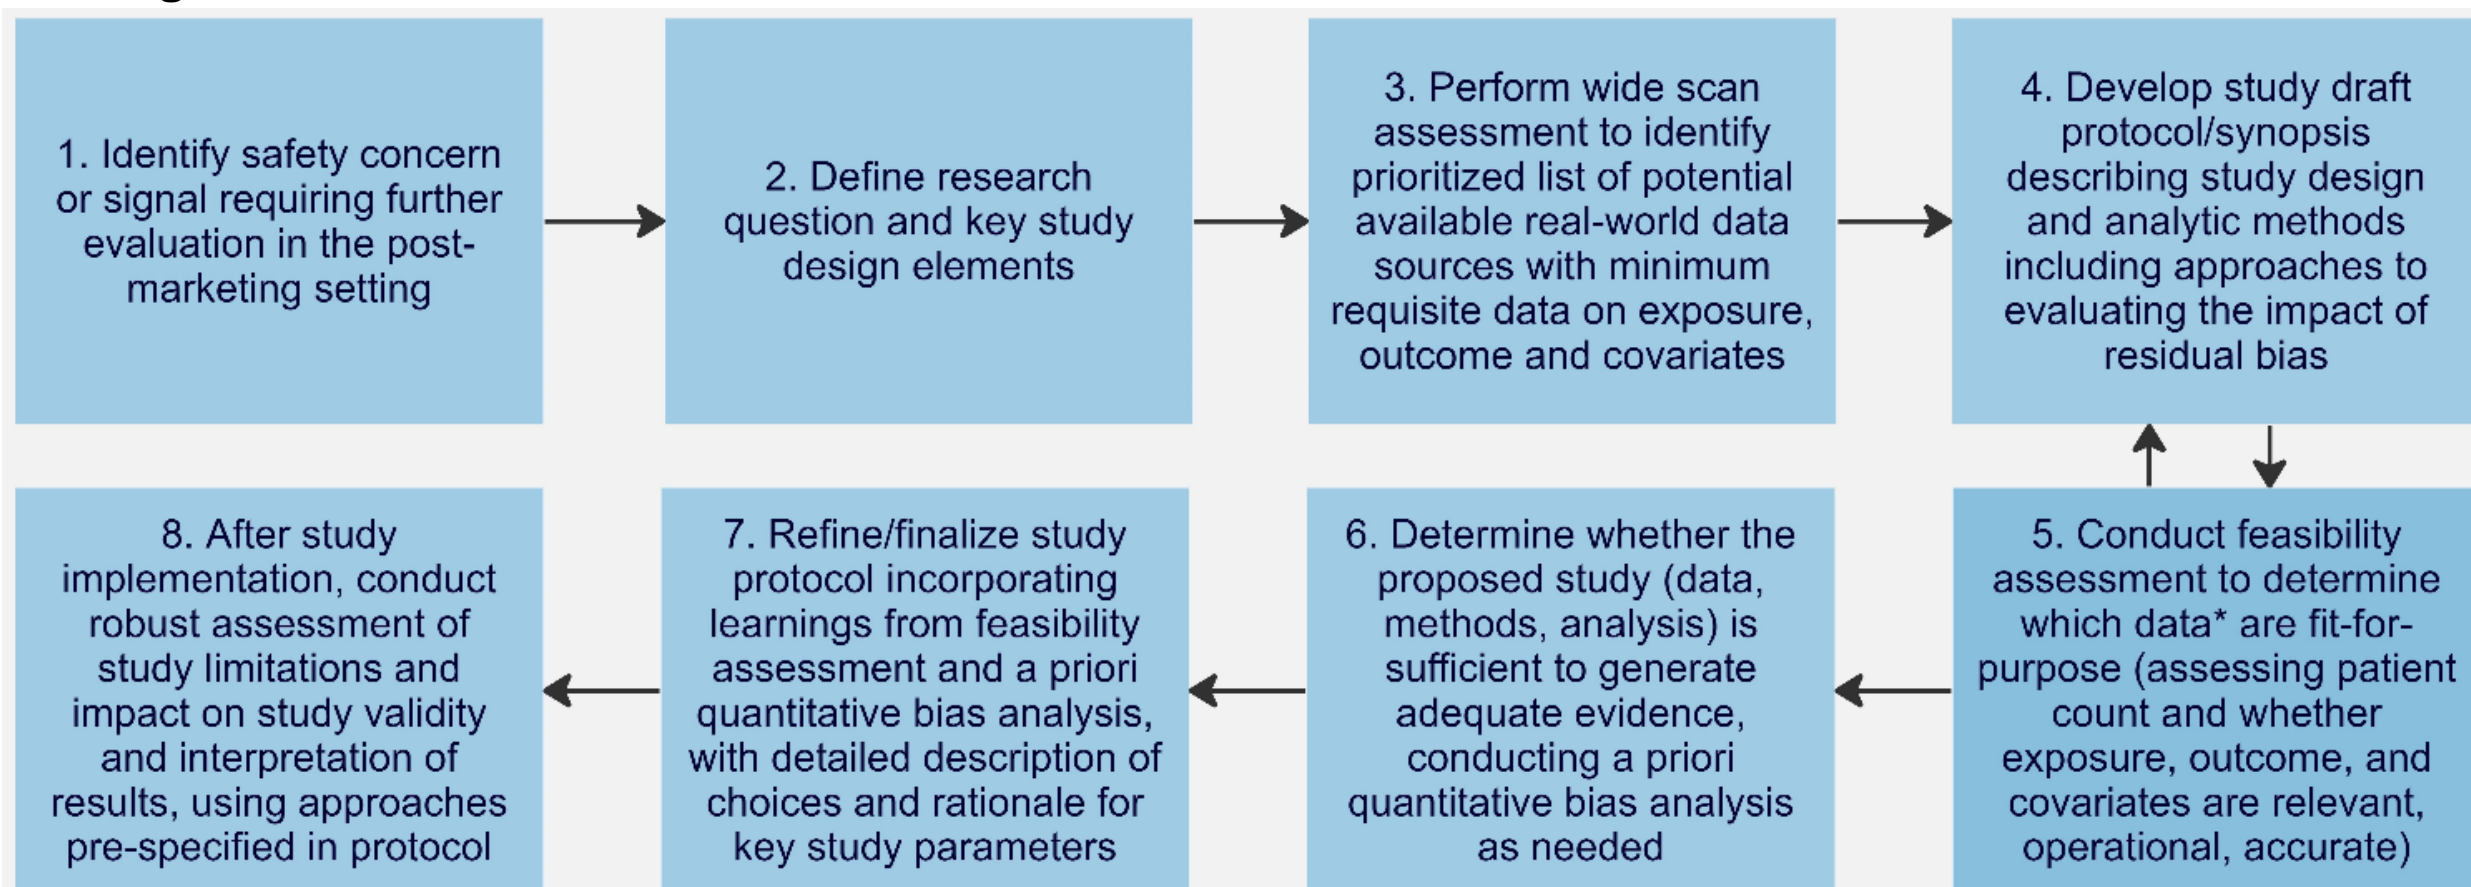 1. Identify safety concern
or signal requiring further
evaluation in the post-
marketing setting
2. Define research
question and key study
design elements
3. Perform wide scan
assessment to identify
prioritized list of potential
available real-world data
sources with minimum
requisite data on exposure,
outcome and covariates
4. Develop study draft
protocol/synopsis
describing study design
and analytic methods
including approaches to
evaluating the impact of
residual bias
5. Conduct feasibility
assessment to determine
which data* are fit-for-
purpose (assessing patient
count and whether
exposure, outcome, and
covariates are relevant,
operational, accurate)
6. Determine whether the
proposed study (data,
methods, analysis) is
sufficient to generate
adequate evidence,
conducting a priori
quantitative bias analysis
as needed
7. Refine/finalize study
protocol incorporating
learnings from feasibility
assessment and a priori
quantitative bias analysis,
with detailed description of
choices and rationale for
key study parameters
8. After study
implementation, conduct
robust assessment of
study limitations and
impact on study validity
and interpretation of
results, using approaches
pre-specified in protocol